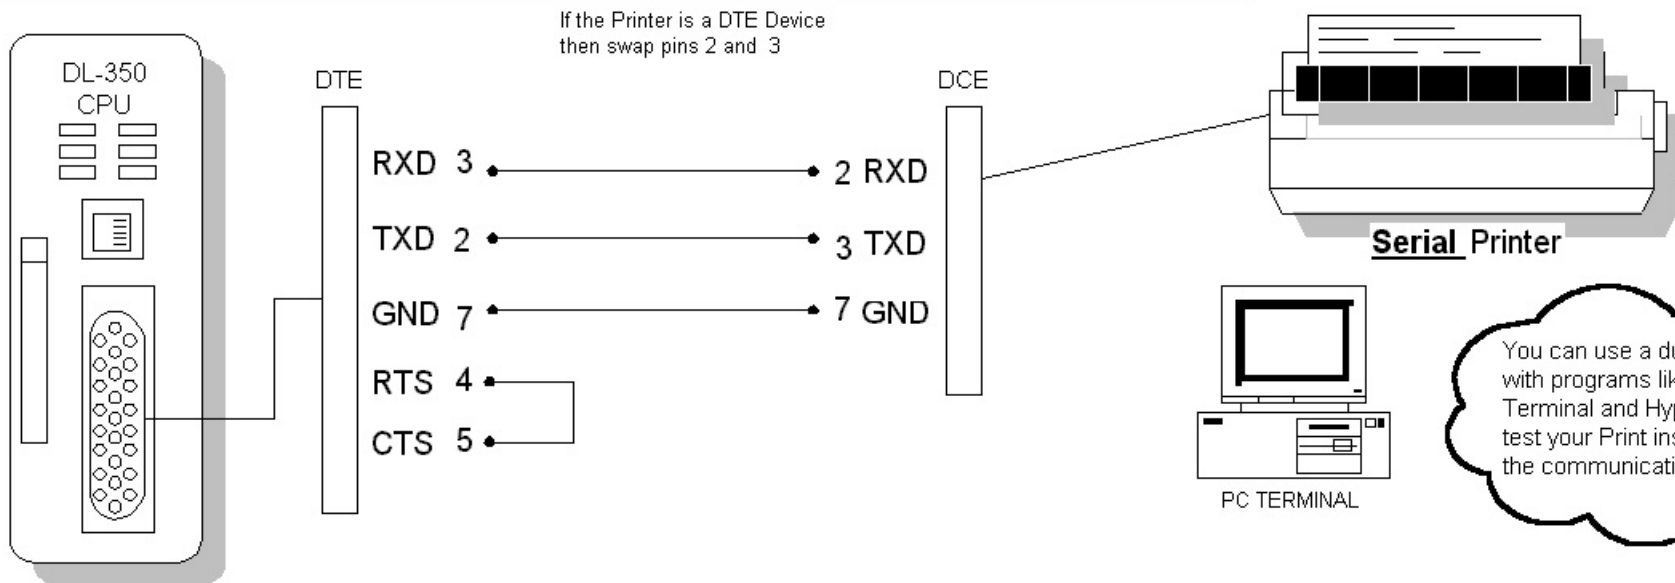 If the Printer is a DTE Device
then swap pins 2 and 3
DL-350
CPU
DTE
DCE
RXD 3
2 RXD
TXD 2
3 TXD
GND 7
7 GND
RTS 4
CTS 5
Serial Printer
PC TERMINAL
You can use a
with programs
Terminal and
test your Print
the